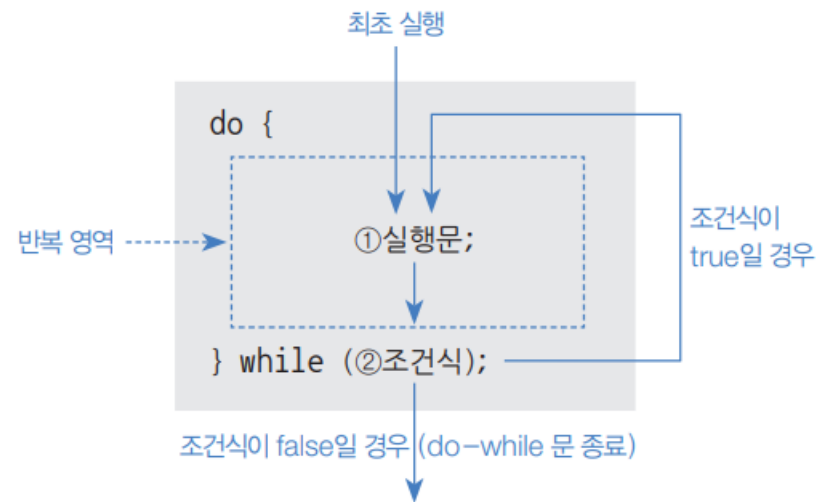 최초 실행
do {
반복 영역
①실행문;
조건식이
true일 경우
} while (②조건식);
조건식이 false일 경우 (do-while 문 종료)